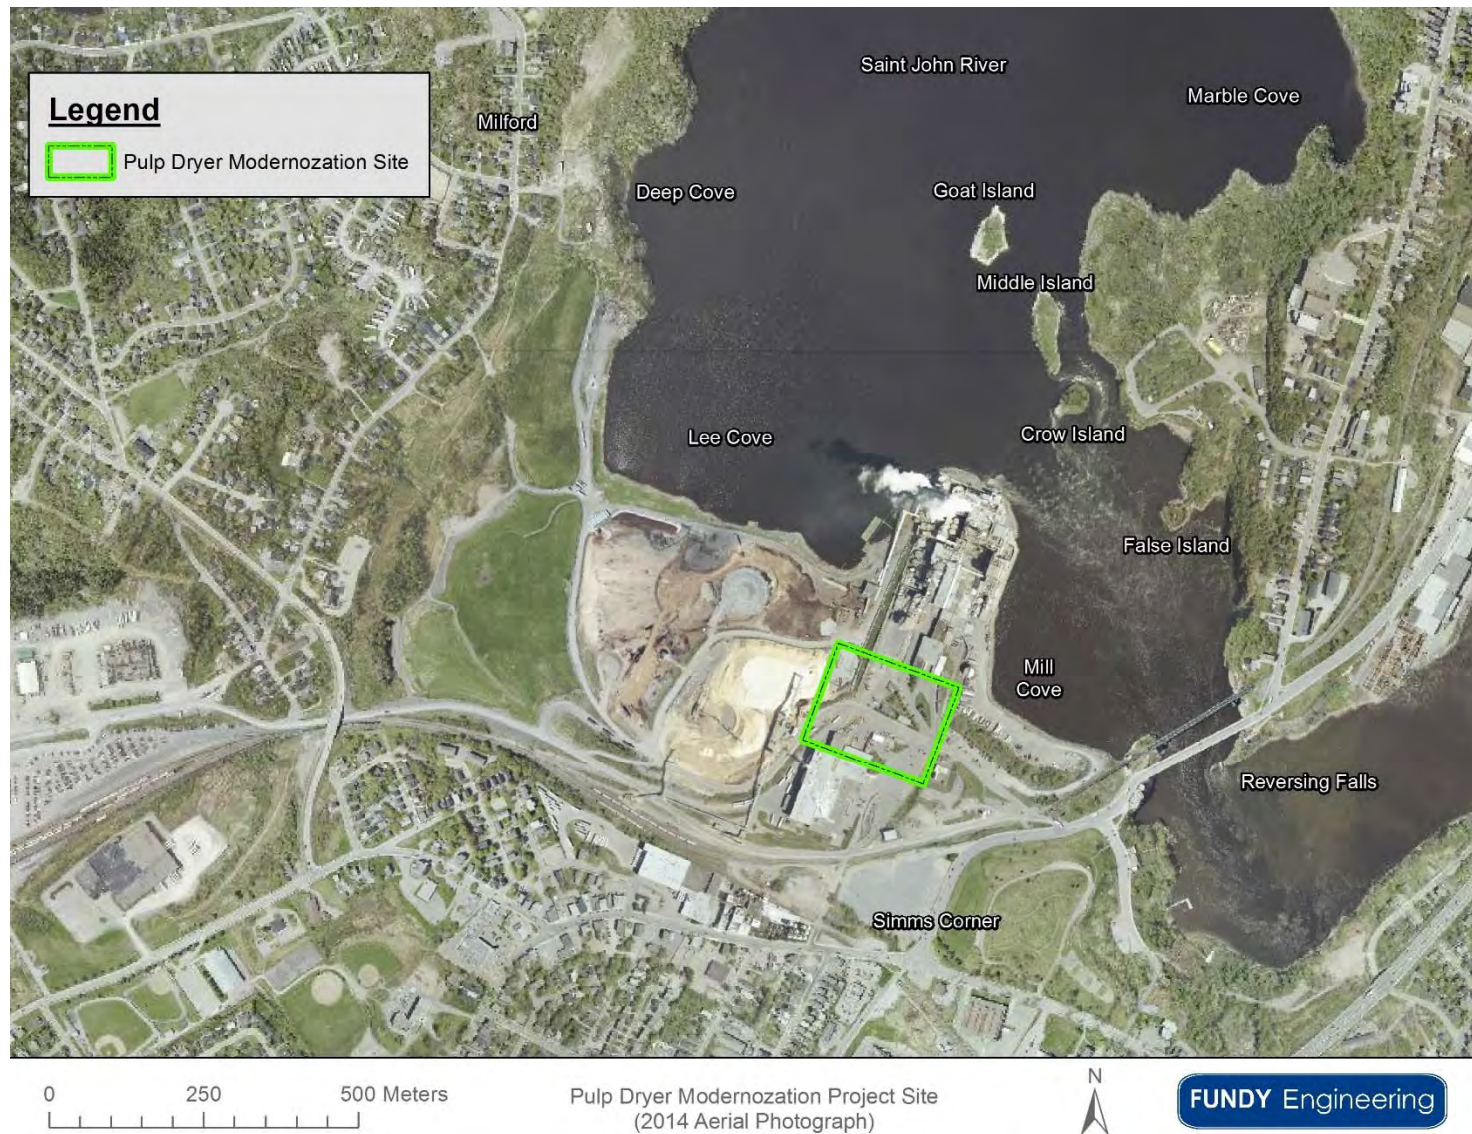 Saint John River
Marble Cove
Legend
Milford
Pulp Dryer Modernozation Site
Deep Cove
Goat Island
Middle Island
Lee Cove
Crow Island
False Island
Mill
Cove
Reversing Falls
Simms Corner
0 250 500 Meters
Pulp Dryer Modernozation Project Site
(2014 Aerial Photograph)
N
FUNDY Engineering